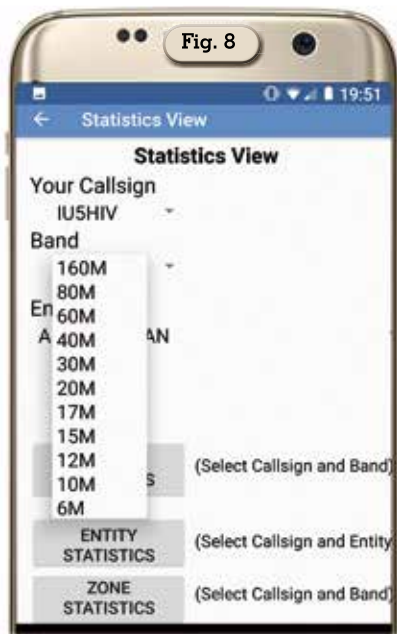 Fig. 8
19:51
Statistics View
Statistics View
Your Callsign
IU5HIV
Band
160M
80M
60M
En
40M
A
AN
30M
20M
17M
15M
12M
10M
S
6M
(Select Callsign and Band)
ENTITY
STATISTICS
(Select Callsign and Entity
ZONE
STATISTICS
(Select Callsign and Band)